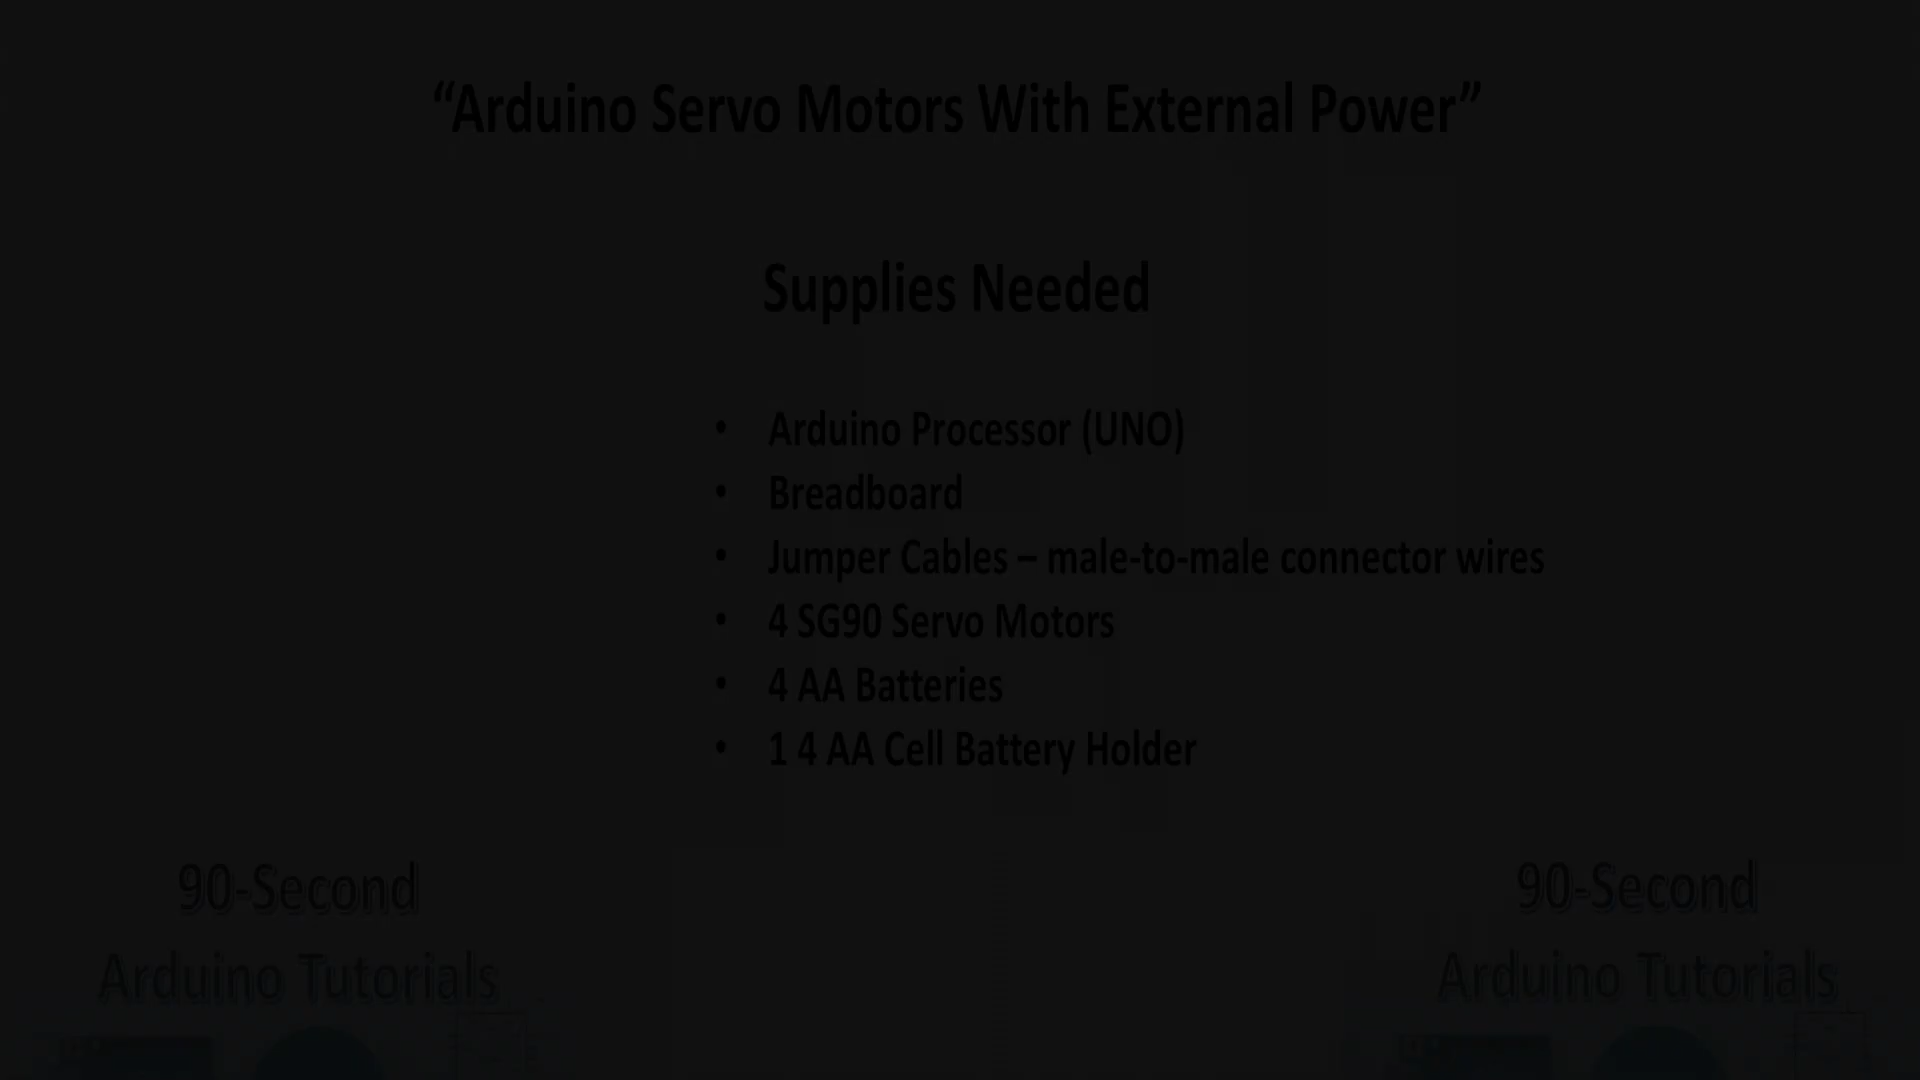 “Arduino Servo Motors With External Power”
Supplies Needed
• Arduino Processor (UNO)
• Breadboard
• Jumper Cables – male-to-male connector wires
• 4 SG90 Servo Motors
• 4 AA Batteries
• 1 4 AA Cell Battery Holder
90-Second
Arduino Tutorials
90-Second
Arduino Tutorials